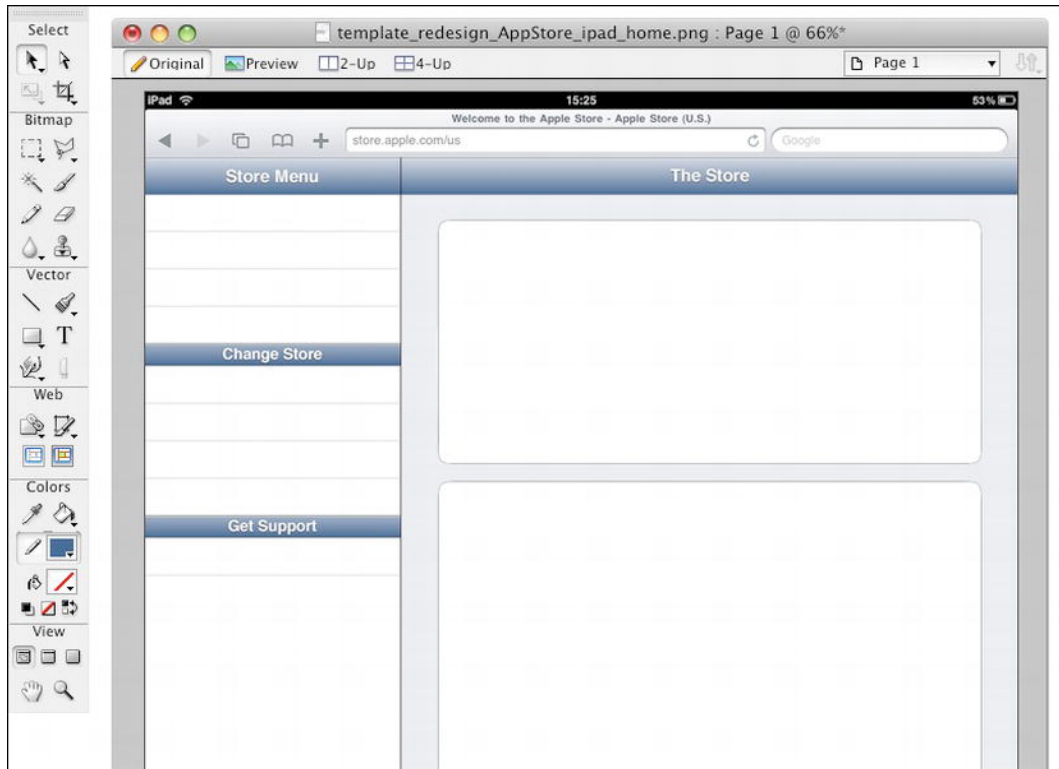 Select
Bitmap
Vector
T
Web
Colors
View
template_redesign_AppStore_ipad_home.png : Page 1 @ 66%*
Original Preview 2-Up 4-Up Page 1
iPad 15:25 53%
Welcome to the Apple Store - Apple Store (U.S.)
store.apple.com/us Google
Store Menu The Store
Change Store
Get Support